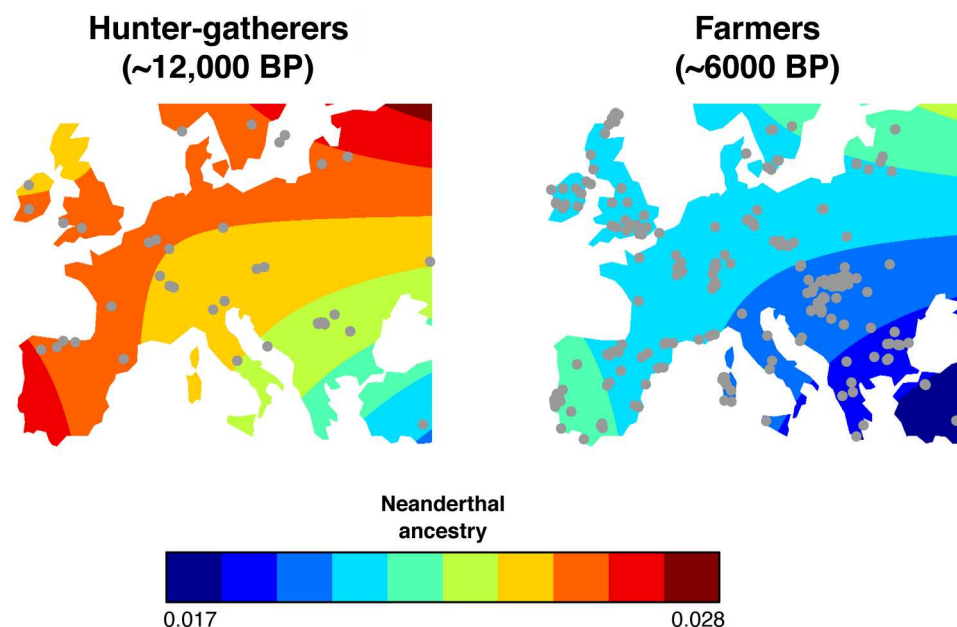 Hunter-gatherers
(~12,000 BP)
Farmers
(~6000 BP)
Neanderthal
ancestry
0.017
0.028